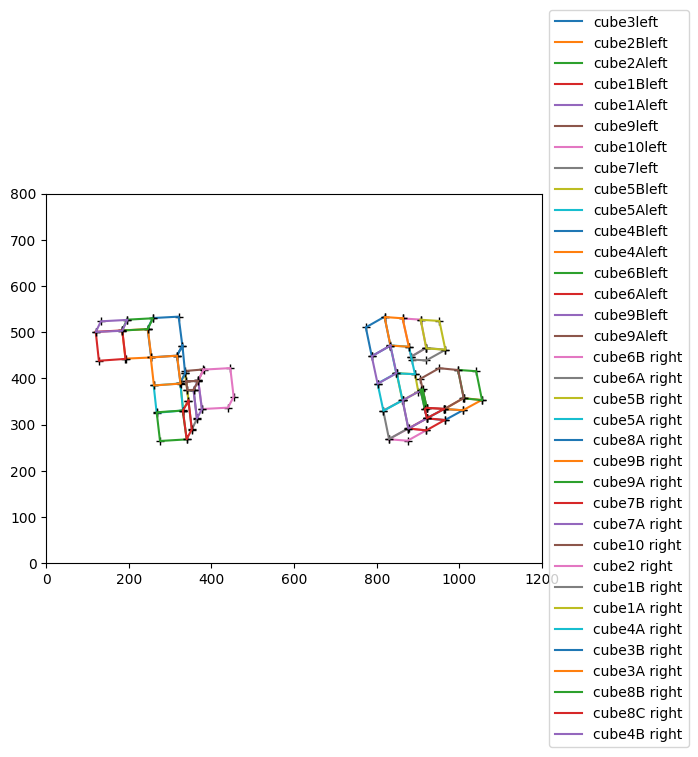 cube3left
cube2Bleft
cube2Aleft
cube1Bleft
cube1Aleft
cube9left
cube10left
cube7left
cube5Bleft
cube5Aleft
cube4Bleft
cube4Aleft
cube6Bleft
cube6Aleft
cube9Bleft
cube9Aleft
cube6B right
cube6A right
cube5B right
cube5A right
cube8A right
cube9B right
cube9A right
cube7B right
cube7A right
cube10 right
cube2 right
cube1B right
cube1A right
cube4A right
cube3B right
cube3A right
cube8B right
cube8C right
cube4B right
800
700
600
500
400
300
200
100
0
0 200 400 600 800 1000 1200